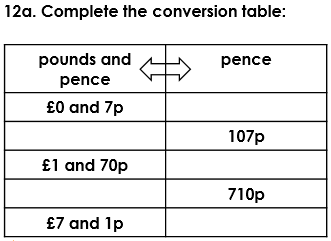 12a. Complete the conversion table:
pounds and pence
pence
£0 and 7p
107p
£1 and 70p
710p
£7 and 1p